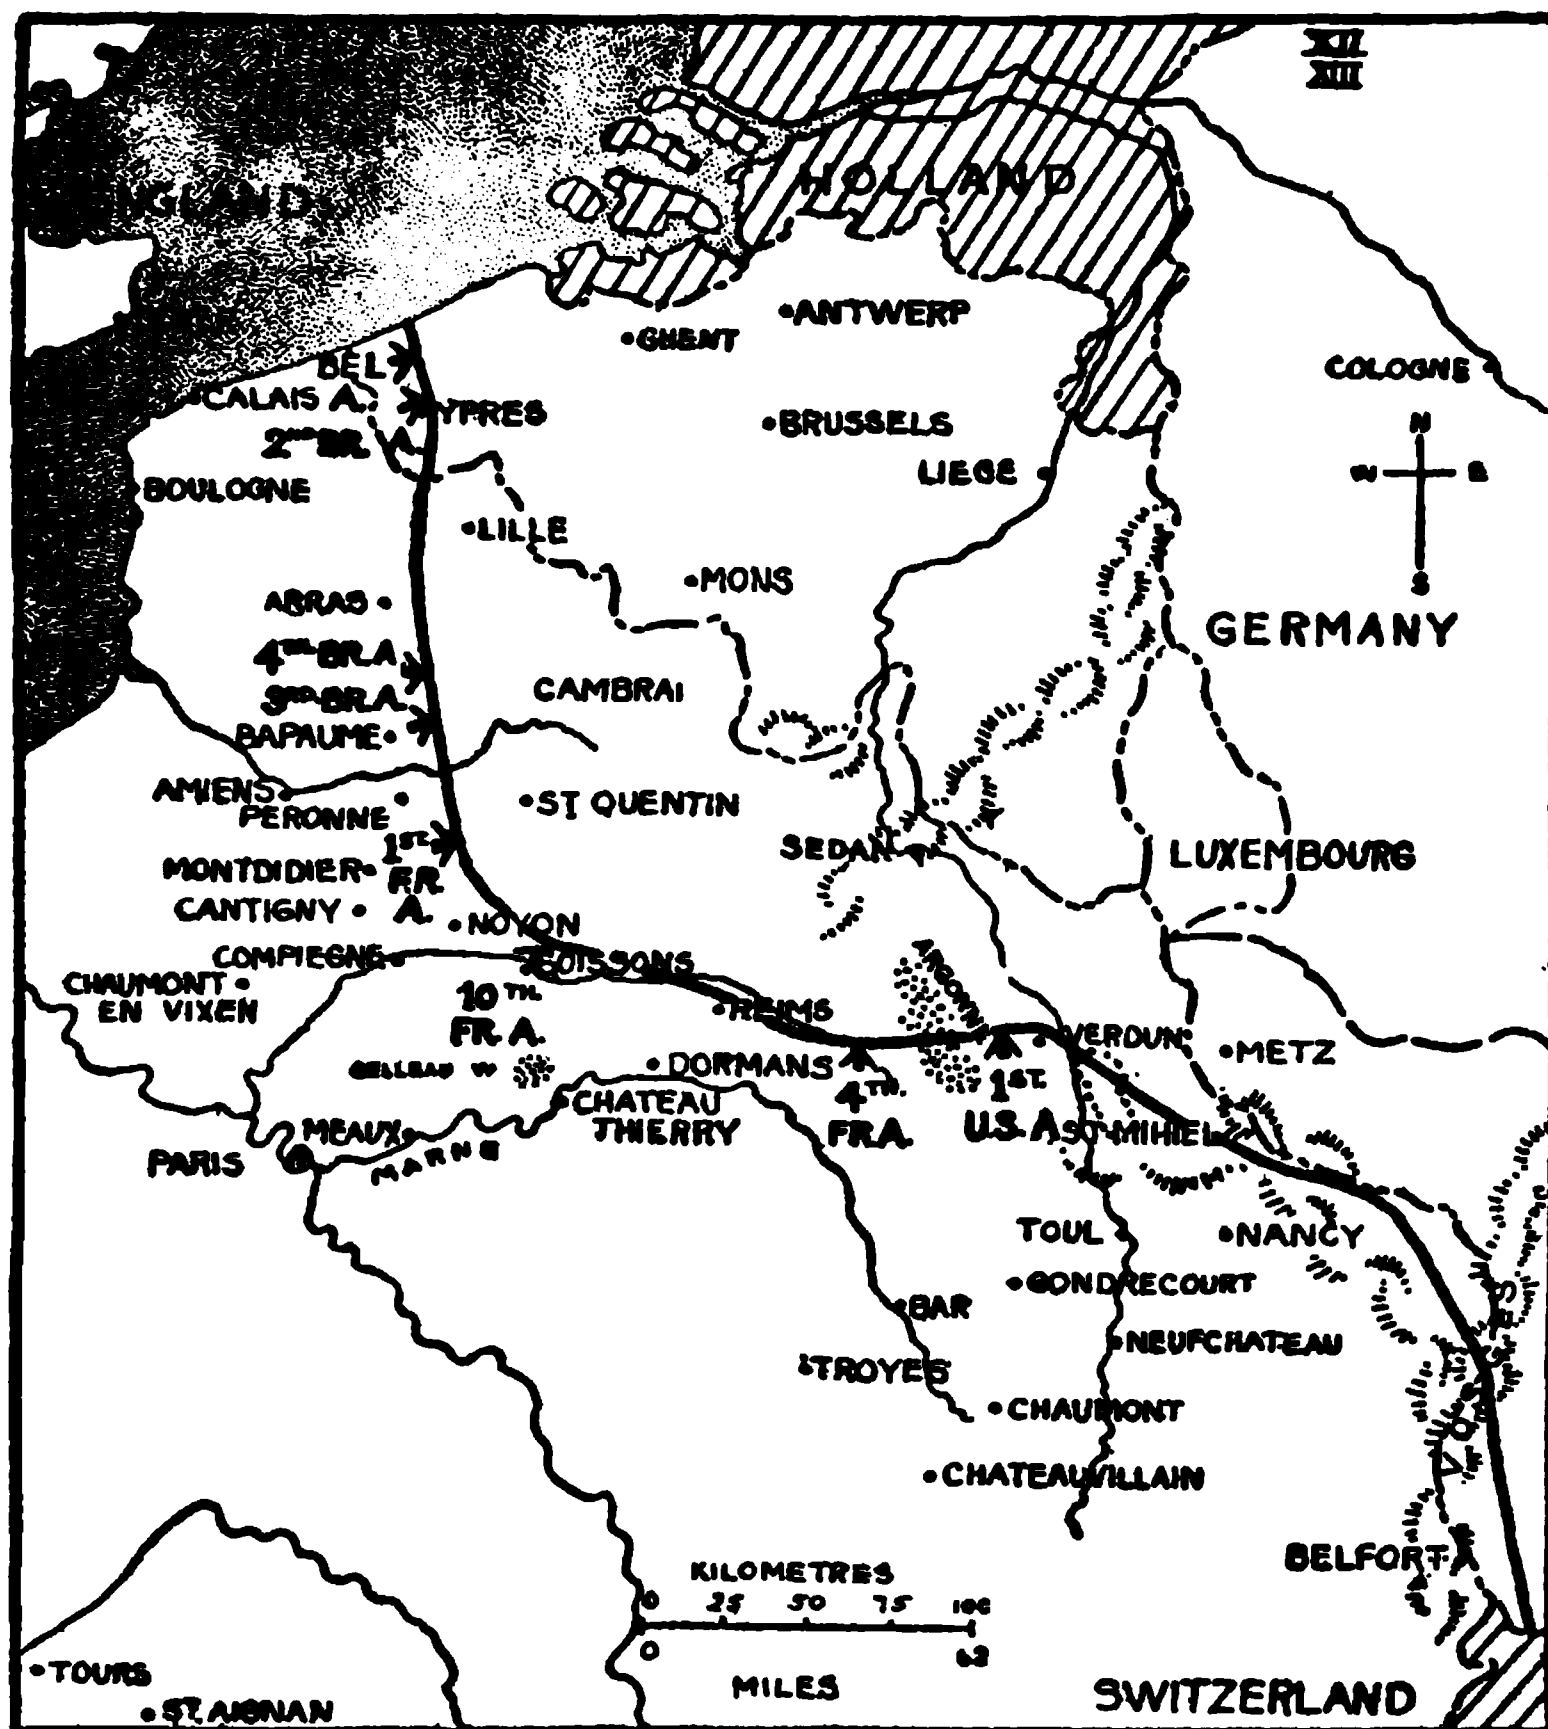 XII
XIII
ENGLAND
HOLLAND
ANTWERP
GHENT
BEL
CALAIS A.
YPRES
2ND BR. A.
BRUSSELS
COLOGNE
N
W E
S
LIEGE
BOULOGNE
LILLE
MONS
ARRAS
GERMANY
4TH BR.A
3RD BR.A.
CAMBRAI
BAPAUME
AMIENS
PERONNE
ST QUENTIN
1ST
FR.
A.
SEDAN
LUXEMBOURG
MONTDIDIER
CANTIGNY
NOYON
COMPIEGNE
SOISSONS
CHAUMONT
EN VIXEN
10TH.
FR. A.
REIMS
ARGONNE
VERDUN
METZ
BELLEAU W
DORMANS
4TH.
FR.A.
1ST.
U.S.A
CHATEAU
THIERRY
MEAUX
MARNE
PARIS
ST. MIHIEL
TOUL
NANCY
GONDRECOURT
BAR
NEUFCHATEAU
TROYES
CHAUMONT
CHATEAUVILLAIN
VOSGES
BELFORT
KILOMETRES
0 25 50 75 100
0 62
MILES
TOURS
ST. AIGNAN
SWITZERLAND